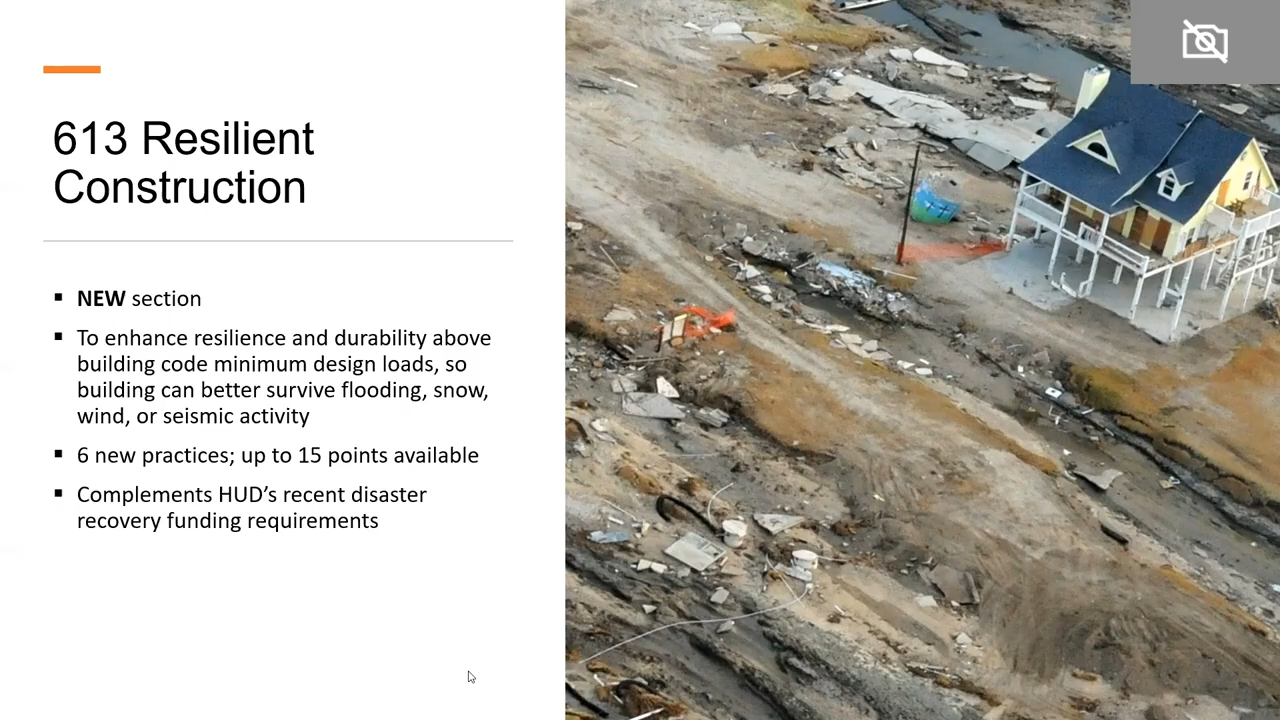 613 Resilient
Construction
▪ NEW section
▪ To enhance resilience and durability above
building code minimum design loads, so
building can better survive flooding, snow,
wind, or seismic activity
▪ 6 new practices; up to 15 points available
▪ Complements HUD’s recent disaster
recovery funding requirements